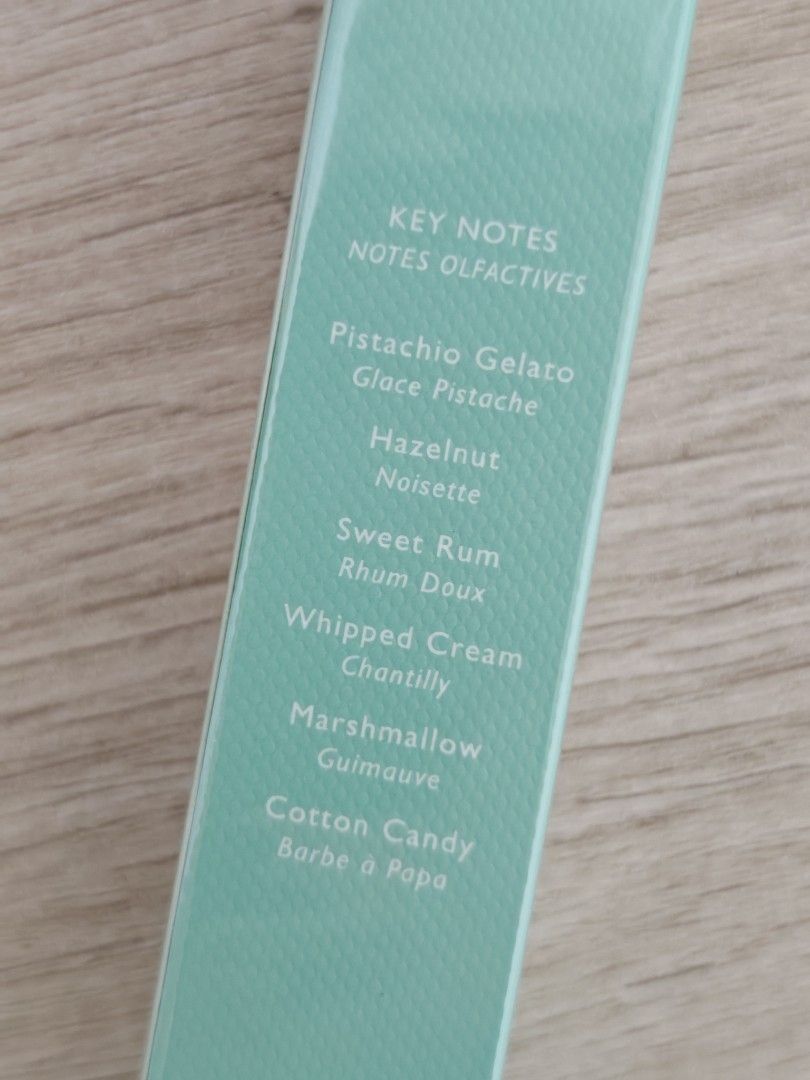 KEY NOTES
NOTES OLFACTIVES
Pistachio Gelato
Glace Pistache
Hazelnut
Noisette
Sweet Rum
Rhum Doux
Whipped Cream
Chantilly
Marshmallow
Guimauve
Cotton Candy
Barbe à Papa